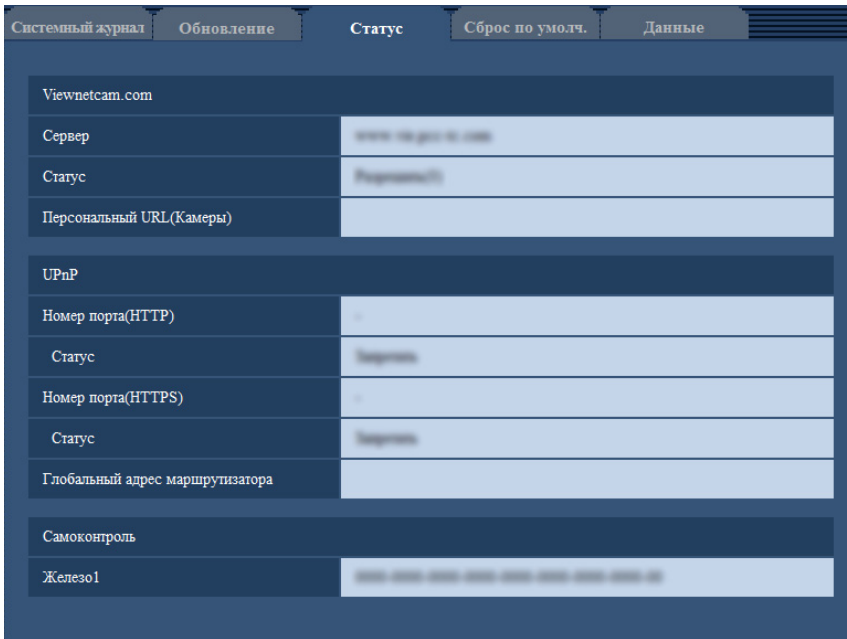 Системный журнал Обновление Статус Сброс по умолч. Данные
Viewnetcam.com
Сервер
Статус
Персональный URL(Камеры)
UPnP
Номер порта(HTTP)
Статус
Номер порта(HTTPS)
Статус
Глобальный адрес маршрутизатора
Самоконтроль
Железо1